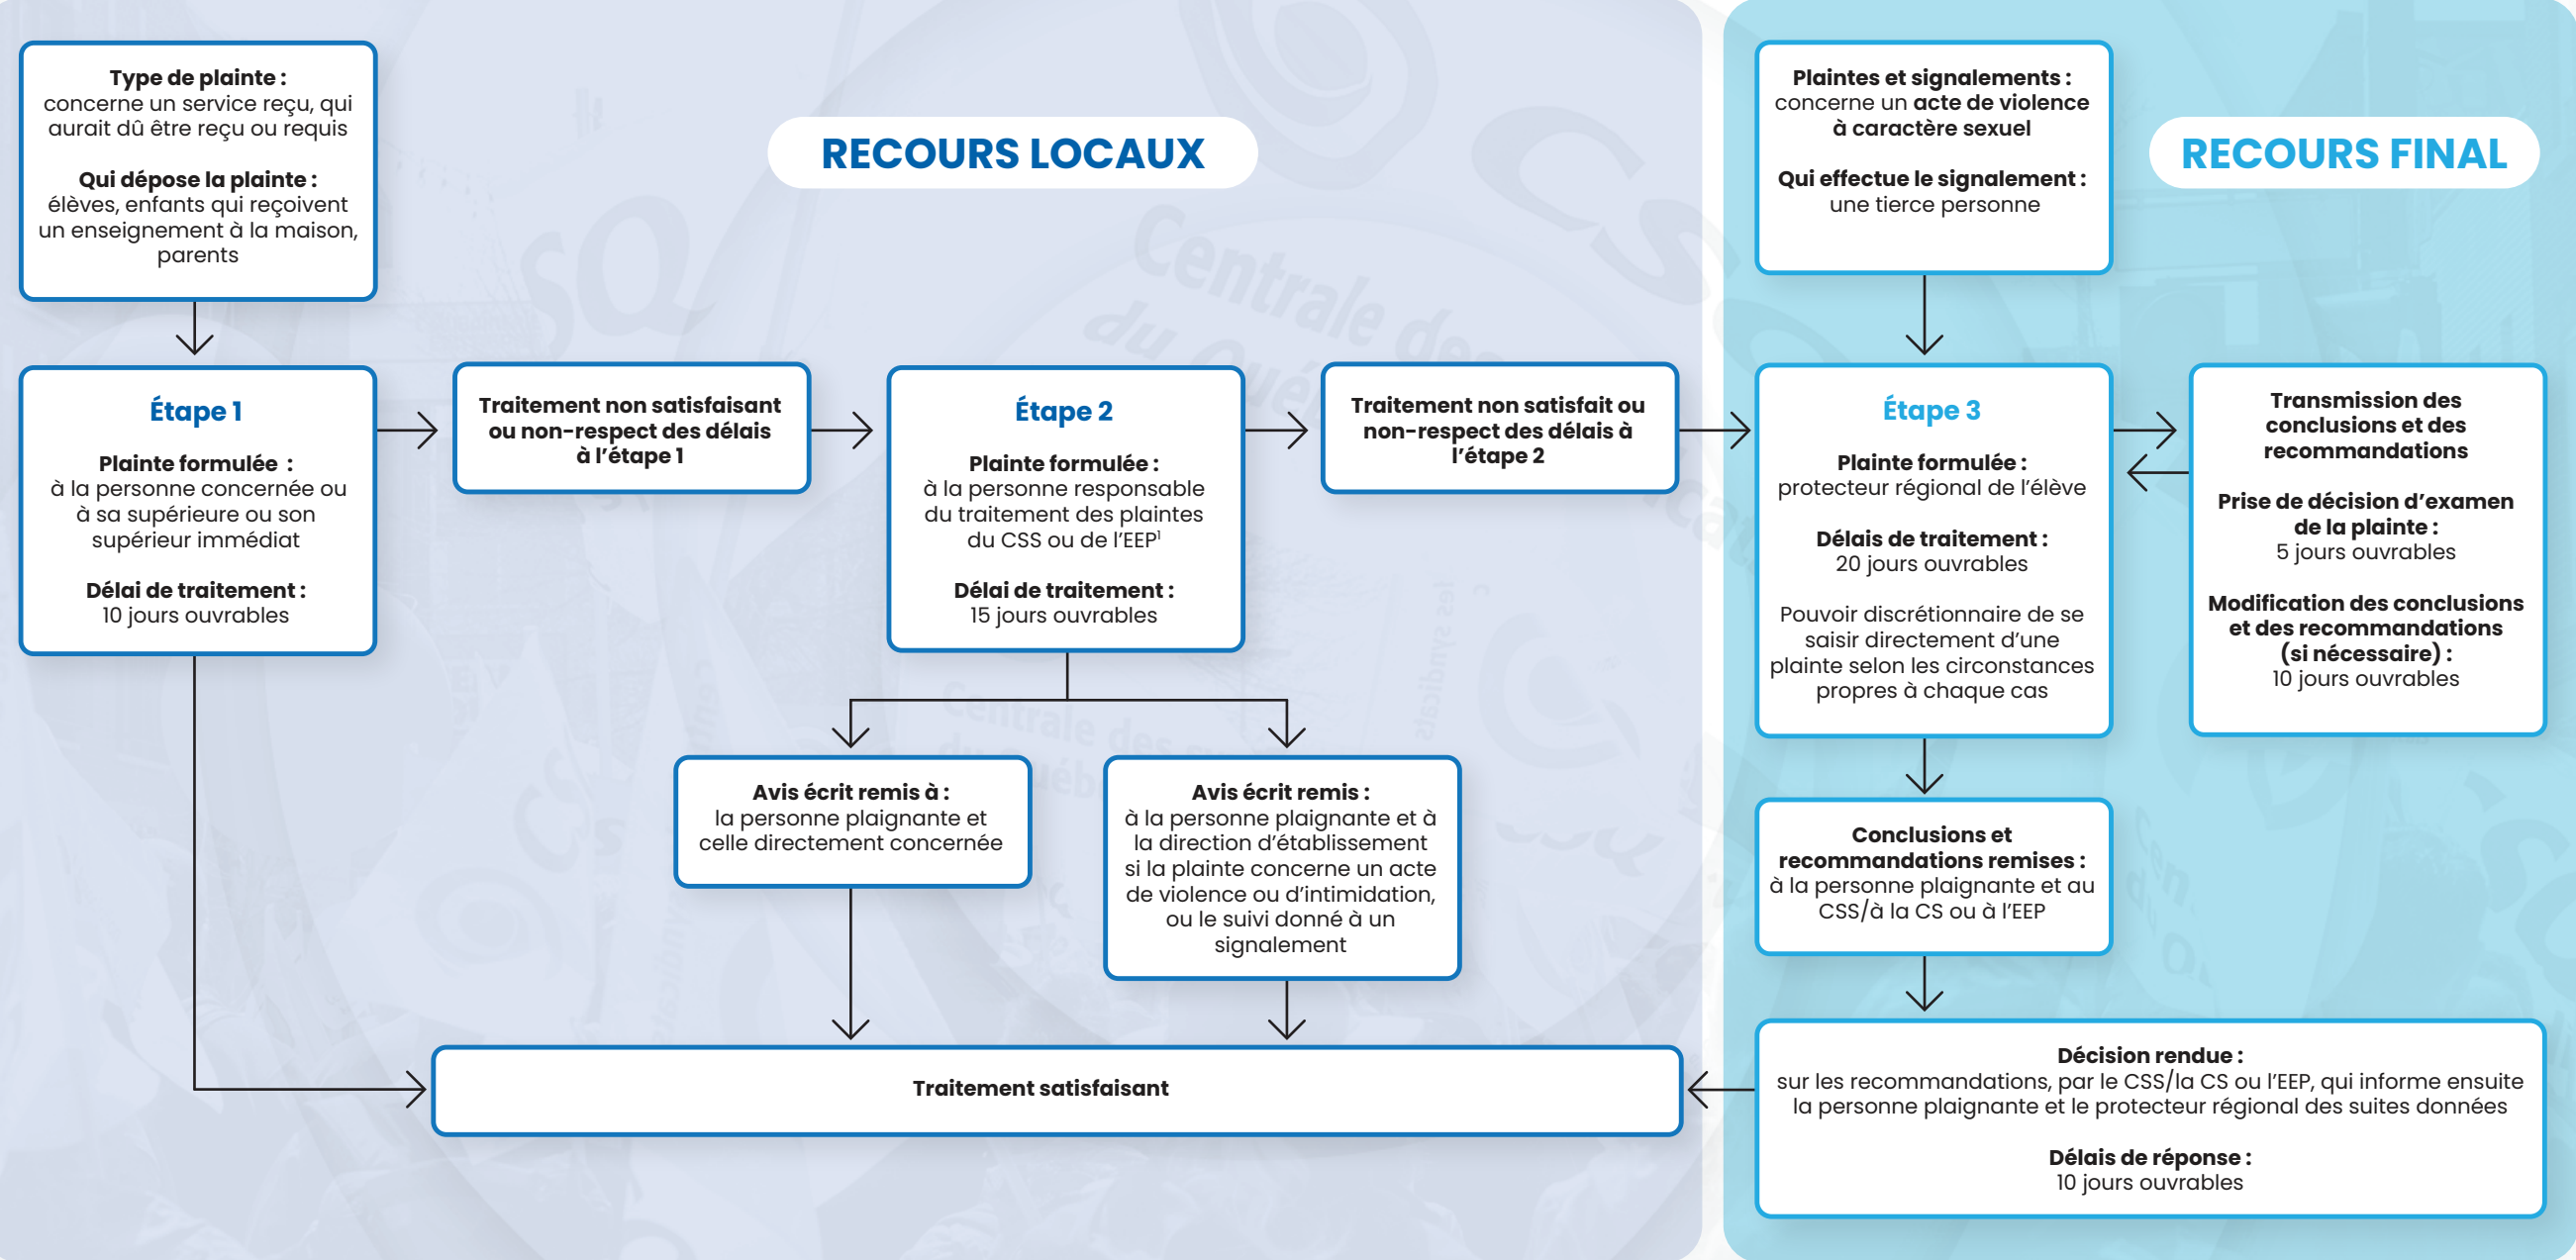 Type de plainte :
concerne un service reçu, qui
aurait dû être reçu ou requis
Qui dépose la plainte :
élèves, enfants qui reçoivent
un enseignement à la maison,
parents
RECOURS LOCAUX
Plaintes et signalements :
concerne un acte de violence
à caractère sexuel
Qui effectue le signalement :
une tierce personne
RECOURS FINAL
Étape 1
Plainte formulée :
à la personne concernée ou
à sa supérieure ou son
supérieur immédiat
Délai de traitement :
10 jours ouvrables
Traitement non satisfaisant
ou non-respect des délais
à l’étape 1
Étape 2
Plainte formulée :
à la personne responsable
du traitement des plaintes
du CSS ou de l’EEP¹
Délai de traitement :
15 jours ouvrables
Traitement non satisfait ou
non-respect des délais à
l’étape 2
Étape 3
Plainte formulée :
protecteur régional de l’élève
Délais de traitement :
20 jours ouvrables
Pouvoir discrétionnaire de se
saisir directement d’une
plainte selon les circonstances
propres à chaque cas
Transmission des
conclusions et des
recommandations
Prise de décision d’examen
de la plainte :
5 jours ouvrables
Modification des conclusions
et des recommandations
(si nécessaire) :
10 jours ouvrables
Avis écrit remis à :
la personne plaignante et
celle directement concernée
Avis écrit remis :
à la personne plaignante et à
la direction d’établissement
si la plainte concerne un acte
de violence ou d’intimidation,
ou le suivi donné à un
signalement
Conclusions et
recommandations remises :
à la personne plaignante et au
CSS/à la CS ou à l’EEP
Traitement satisfaisant
Décision rendue :
sur les recommandations, par le CSS/la CS ou l’EEP, qui informe ensuite
la personne plaignante et le protecteur régional des suites données
Délais de réponse :
10 jours ouvrables